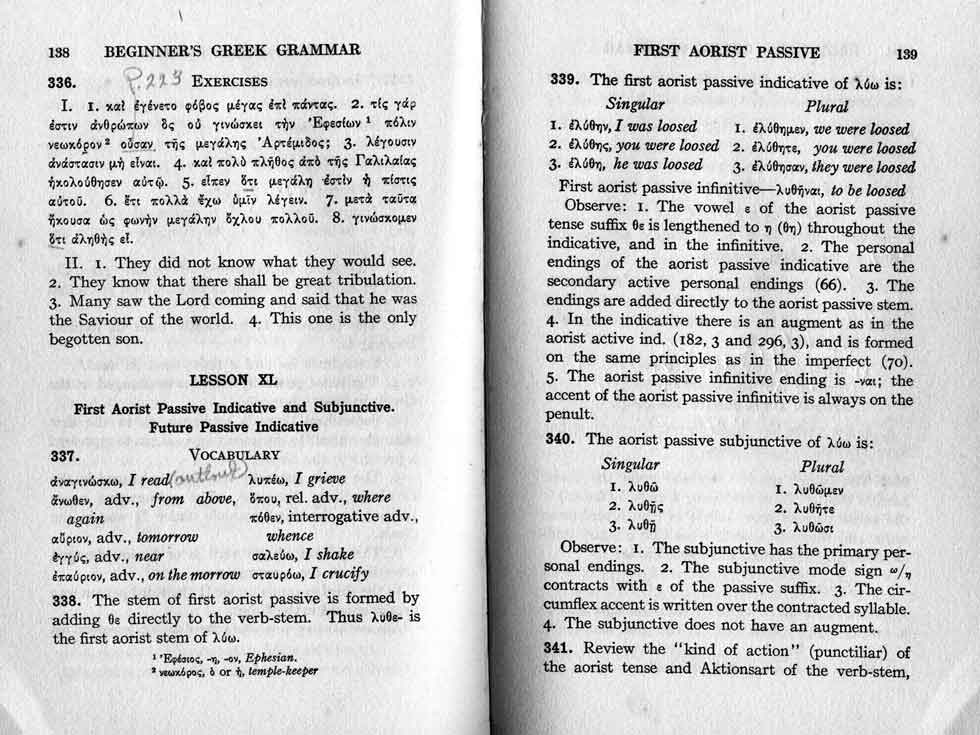 138 BEGINNER'S GREEK GRAMMAR
336. P. 223 EXERCISES
I. 1. καὶ ἐγένετο φόβος μέγας ἐπὶ πάντας. 2. τίς γάρ
ἐστιν ἀνθρώπων ὃς οὐ γινώσκει τὴν Ἐφεσίων ¹ πόλιν
νεωκόρον ² οὖσαν τῆς μεγάλης Ἀρτέμιδος; 3. λέγουσιν
ἀνάστασιν μὴ εἶναι. 4. καὶ πολὺ πλῆθος ἀπὸ τῆς Γαλιλαίας
ἠκολούθησεν αὐτῷ. 5. εἶπεν ὅτι μεγάλη ἐστὶν ἡ πίστις
αὐτοῦ. 6. ἔτι πολλὰ ἔχω ὑμῖν λέγειν. 7. μετὰ ταῦτα
ἤκουσα ὡς φωνὴν μεγάλην ὄχλου πολλοῦ. 8. γινώσκομεν
ὅτι ἀληθὴς εἶ.
II. 1. They did not know what they would see.
2. They know that there shall be great tribulation.
3. Many saw the Lord coming and said that he was
the Saviour of the world. 4. This one is the only
begotten son.
LESSON XL
First Aorist Passive Indicative and Subjunctive.
Future Passive Indicative
337. VOCABULARY
ἀναγινώσκω, I read (outloud)
ἄνωθεν, adv., from above,
again
αὔριον, adv., tomorrow
ἐγγύς, adv., near
ἐπαύριον, adv., on the morrow
λυπέω, I grieve
ὅπου, rel. adv., where
πόθεν, interrogative adv.,
whence
σαλεύω, I shake
σταυρόω, I crucify
338. The stem of first aorist passive is formed by
adding θε directly to the verb-stem. Thus λυθε- is
the first aorist stem of λύω.
¹ Ἐφέσιος, -η, -ον, Ephesian.
² νεωκόρος, ὁ or ἡ, temple-keeper
FIRST AORIST PASSIVE 139
339. The first aorist passive indicative of λύω is:
Singular Plural
1. ἐλύθην, I was loosed 1. ἐλύθημεν, we were loosed
2. ἐλύθης, you were loosed 2. ἐλύθητε, you were loosed
3. ἐλύθη, he was loosed 3. ἐλύθησαν, they were loosed
First aorist passive infinitive—λυθῆναι, to be loosed
Observe: 1. The vowel ε of the aorist passive
tense suffix θε is lengthened to η (θη) throughout the
indicative, and in the infinitive. 2. The personal
endings of the aorist passive indicative are the
secondary active personal endings (66). 3. The
endings are added directly to the aorist passive stem.
4. In the indicative there is an augment as in the
aorist active ind. (182, 3 and 296, 3), and is formed
on the same principles as in the imperfect (70).
5. The aorist passive infinitive ending is -ναι; the
accent of the aorist passive infinitive is always on the
penult.
340. The aorist passive subjunctive of λύω is:
Singular Plural
1. λυθῶ 1. λυθῶμεν
2. λυθῇς 2. λυθῆτε
3. λυθῇ 3. λυθῶσι
Observe: 1. The subjunctive has the primary per-
sonal endings. 2. The subjunctive mode sign ω/η
contracts with ε of the passive suffix. 3. The cir-
cumflex accent is written over the contracted syllable.
4. The subjunctive does not have an augment.
341. Review the "kind of action" (punctiliar) of
the aorist tense and Aktionsart of the verb-stem,